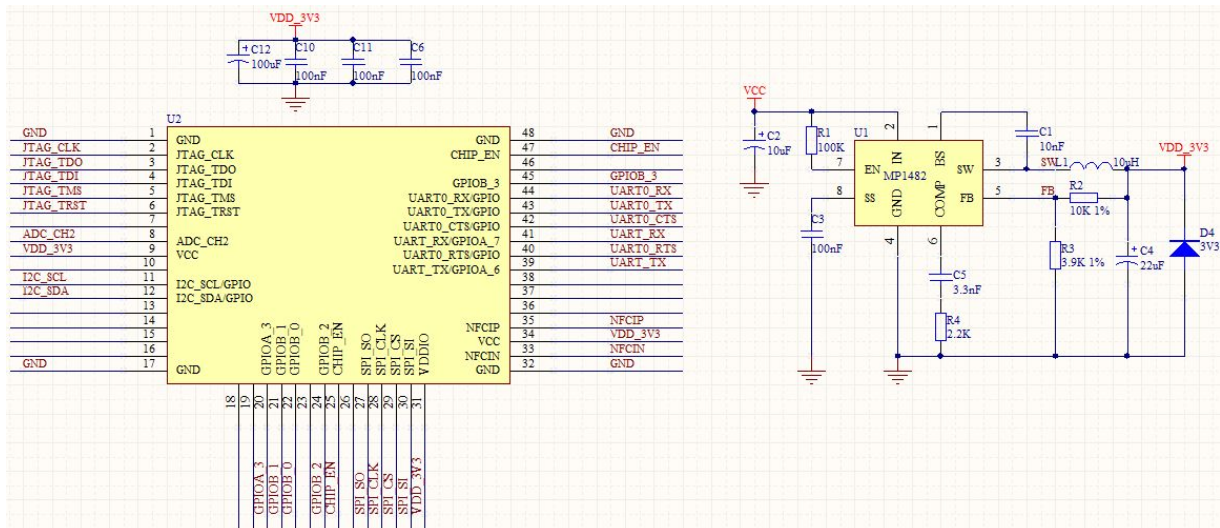 VDD_3V3
C12
100uF
C10
100nF
C11
100nF
C6
100nF
U2
GND 1 GND GND 48 GND
JTAG_CLK 2 JTAG_CLK CHIP_EN 47 CHIP_EN
JTAG_TDO 3 JTAG_TDO 46
JTAG_TDI 4 JTAG_TDI GPIOB_3 45 GPIOB_3
JTAG_TMS 5 JTAG_TMS UART0_RX/GPIO 44 UART0_RX
JTAG_TRST 6 JTAG_TRST UART0_TX/GPIO 43 UART0_TX
7 UART0_CTS/GPIO 42 UART0_CTS
ADC_CH2 8 ADC_CH2 UART_RX/GPIOA_7 41 UART_RX
VDD_3V3 9 VCC UART0_RTS/GPIO 40 UART0_RTS
10 UART_TX/GPIOA_6 39 UART_TX
I2C_SCL 11 I2C_SCL/GPIO 38
I2C_SDA 12 I2C_SDA/GPIO 37
13 36
14 NFCIP 35 NFCIP
15 VCC 34 VDD_3V3
16 NFCIN 33 NFCIN
GND 17 GND GND 32 GND
GPIOA_3 GPIOB_1 GPIOB_0 GPIOB_2 CHIP_EN SPI_SO SPI_CLK SPI_CS SPI_SI VDDIO
18 19 20 21 22 23 24 25 26 27 28 29 30 31
GPIOA_3 GPIOB_1 GPIOB_0 GPIOB_2 CHIP_EN SPI_SO SPI_CLK SPI_CS SPI_SI VDD_3V3
VCC
C2
10uF
R1
100K
U1
2
1
C1
10nF
VDD_3V3
7 EN IN BS SW 3 SW L1 10uH
MP1482
8 SS GND COMP FB 5 FB R2
10K 1%
4
6
C3
100nF
C5
3.3nF
R4
2.2K
R3
3.9K 1%
C4
22uF
D4
3V3